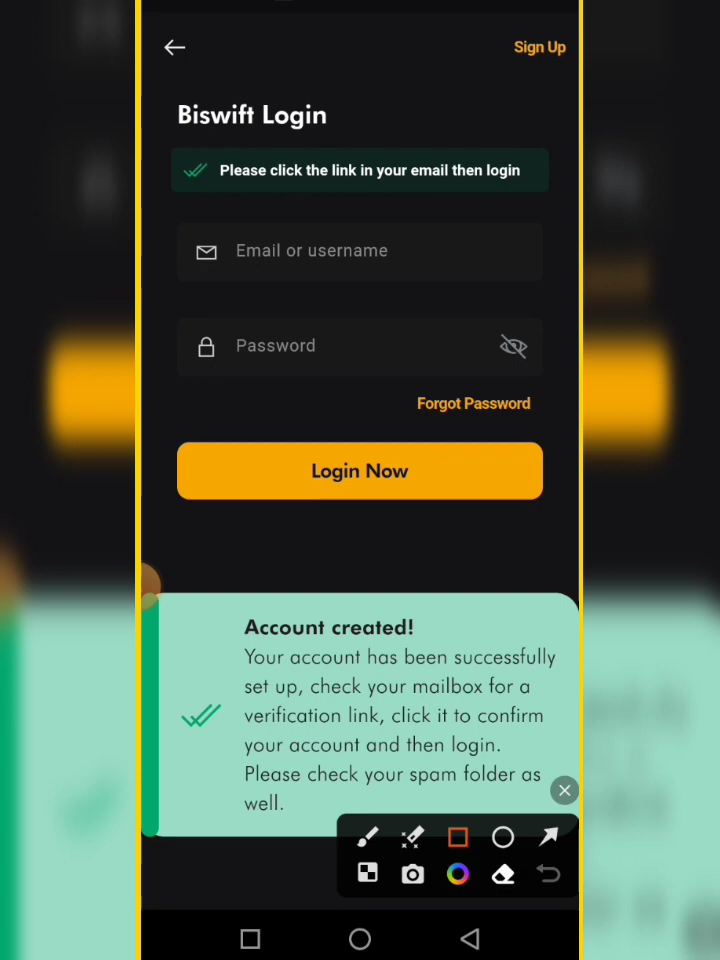 Sign Up
Biswift Login
Please click the link in your email then login
Email or username
Password
Forgot Password
Login Now
Account created!
Your account has been successfully
set up, check your mailbox for a
verification link, click it to confirm
your account and then login.
Please check your spam folder as
well.